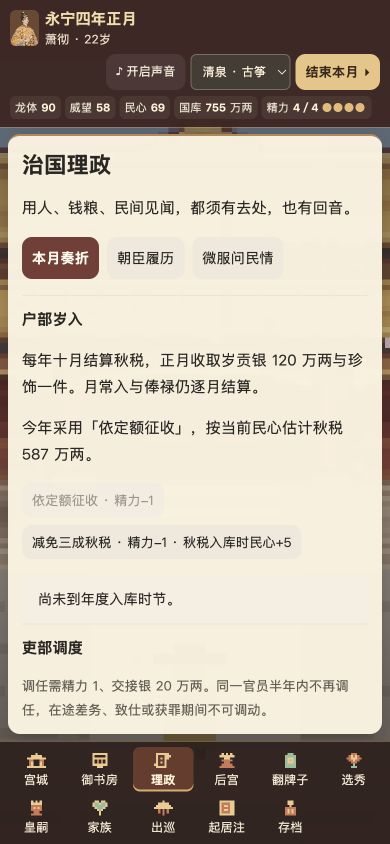 永宁四年正月
萧彻 · 22岁
♪ 开启声音
清泉 · 古筝
结束本月
龙体 90
威望 58
民心 69
国库 755 万两
精力 4 / 4
治国理政
用人、钱粮、民间见闻，都须有去处，也有回音。
本月奏折
朝臣履历
微服问民情
户部岁入
每年十月结算秋税，正月收取岁贡银 120 万两与珍
饰一件。月常入与俸禄仍逐月结算。
今年采用「依定额征收」，按当前民心估计秋税
587 万两。
依定额征收 · 精力−1
减免三成秋税 · 精力−1 · 秋税入库时民心+5
尚未到年度入库时节。
吏部调度
调任需精力 1、交接银 20 万两。同一官员半年内不再调
任，在途差务、致仕或获罪期间不可调动。
宫城
御书房
理政
后宫
翻牌子
选秀
皇嗣
家族
出巡
起居注
存档